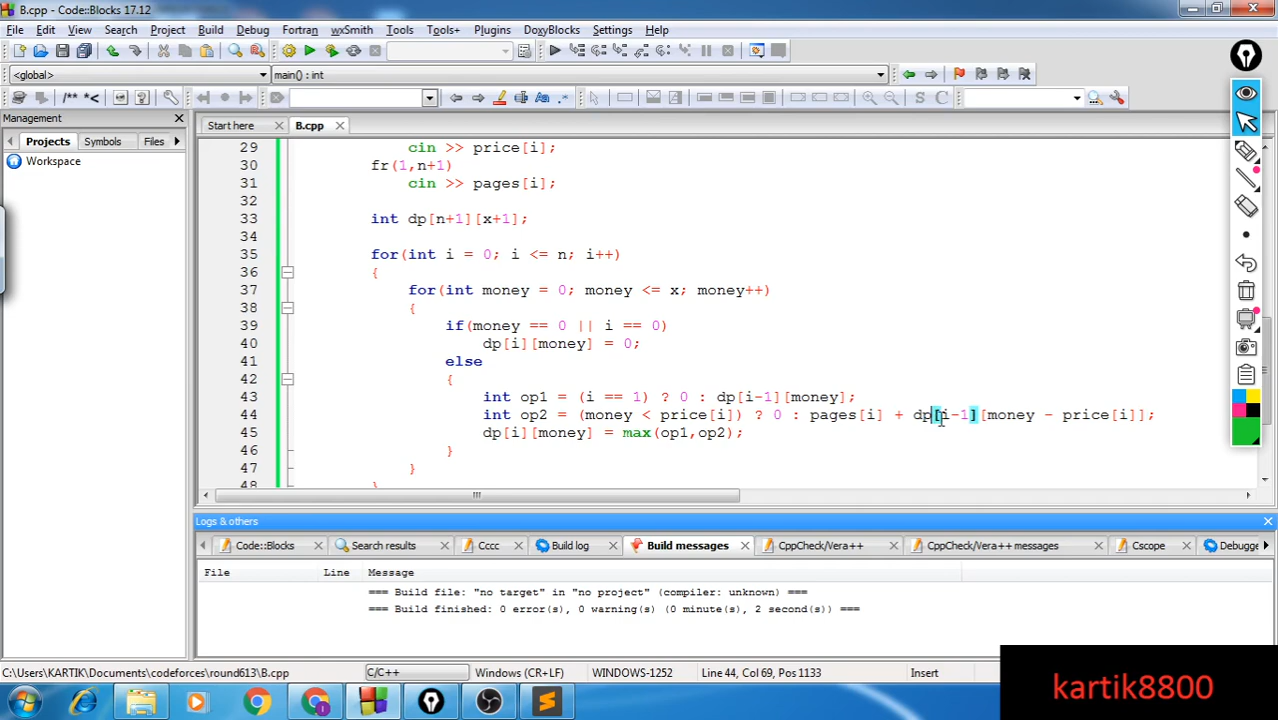 B.cpp - Code::Blocks 17.12
File Edit View Search Project Build Debug Fortran wxSmith Tools Tools+ Plugins DoxyBlocks Settings Help
<global> main() : int
/** *<
Management
Projects Symbols Files
Workspace
Start here B.cpp
29 cin >> price[i];
30 fr(1,n+1)
31 cin >> pages[i];
32
33 int dp[n+1][x+1];
34
35 for(int i = 0; i <= n; i++)
36 {
37 for(int money = 0; money <= x; money++)
38 {
39 if(money == 0 || i == 0)
40 dp[i][money] = 0;
41 else
42 {
43 int op1 = (i == 1) ? 0 : dp[i-1][money];
44 int op2 = (money < price[i]) ? 0 : pages[i] + dp[i-1][money - price[i]];
45 dp[i][money] = max(op1,op2);
46 }
47 }
48 }
Logs & others
Code::Blocks Search results Cccc Build log Build messages CppCheck/Vera++ CppCheck/Vera++ messages Cscope Debugge
File Line Message
=== Build file: "no target" in "no project" (compiler: unknown) ===
=== Build finished: 0 error(s), 0 warning(s) (0 minute(s), 2 second(s)) ===
C:\Users\KARTIK\Documents\codeforces\round613\B.cpp C/C++ Windows (CR+LF) WINDOWS-1252 Line 44, Col 69, Pos 1133 Insert
kartik8800